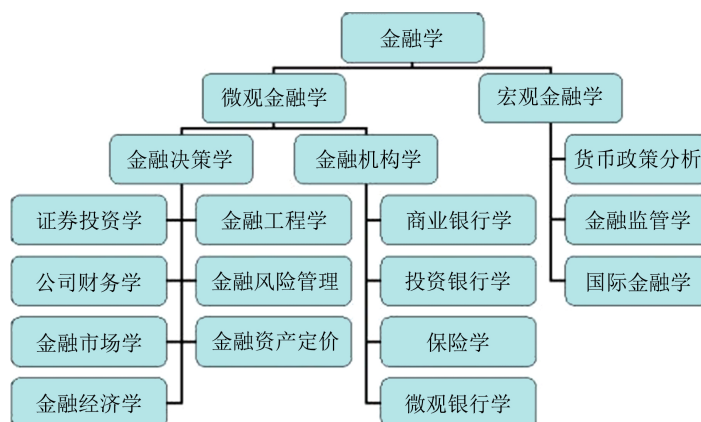 金融学
微观金融学
宏观金融学
金融决策学
金融机构学
货币政策分析
证券投资学
金融工程学
商业银行学
金融监管学
公司财务学
金融风险管理
投资银行学
国际金融学
金融市场学
金融资产定价
保险学
金融经济学
微观银行学